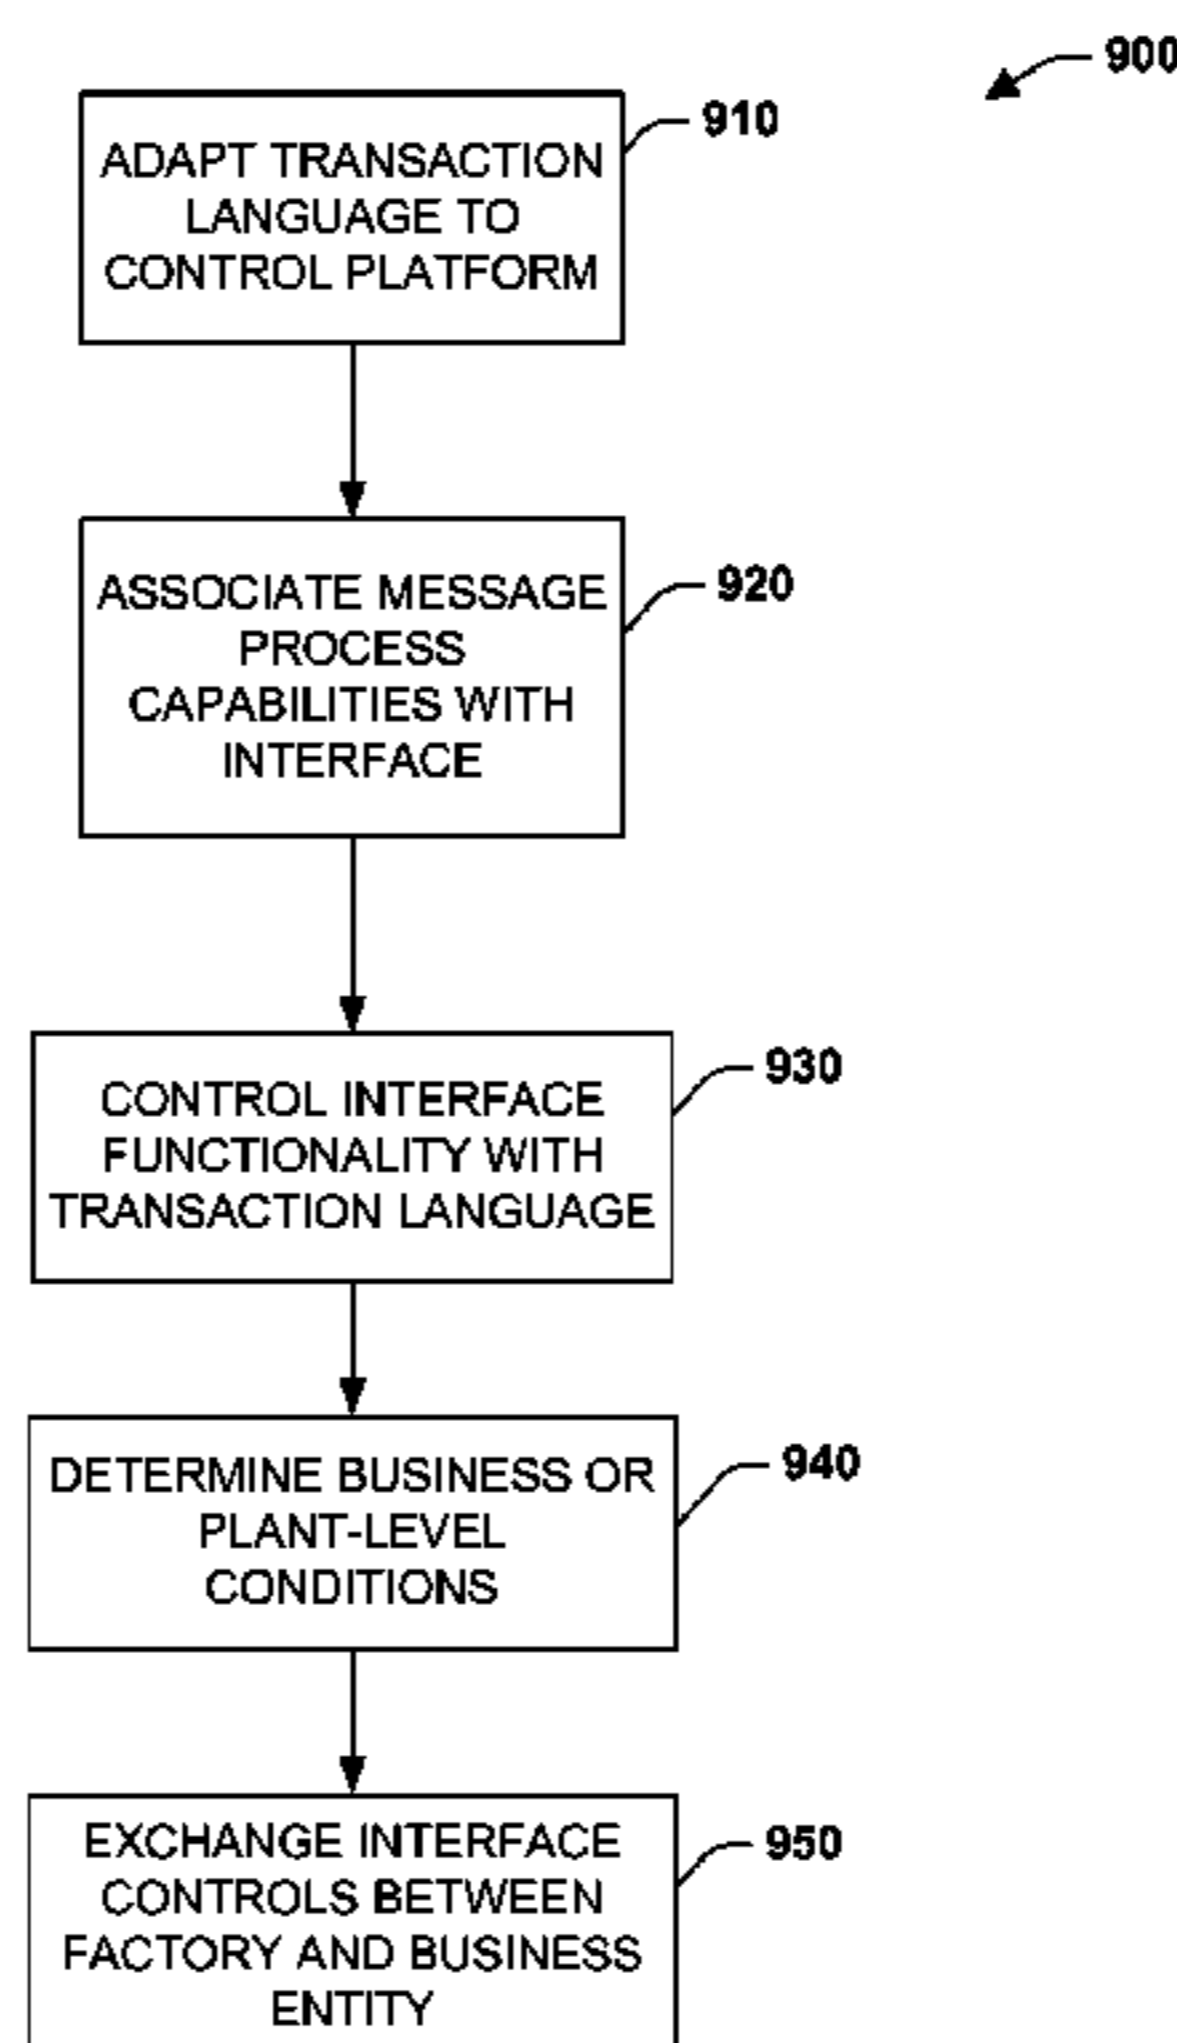 900
910
ADAPT TRANSACTION
LANGUAGE TO
CONTROL PLATFORM
920
ASSOCIATE MESSAGE
PROCESS
CAPABILITIES WITH
INTERFACE
930
CONTROL INTERFACE
FUNCTIONALITY WITH
TRANSACTION LANGUAGE
940
DETERMINE BUSINESS OR
PLANT-LEVEL
CONDITIONS
950
EXCHANGE INTERFACE
CONTROLS BETWEEN
FACTORY AND BUSINESS
ENTITY